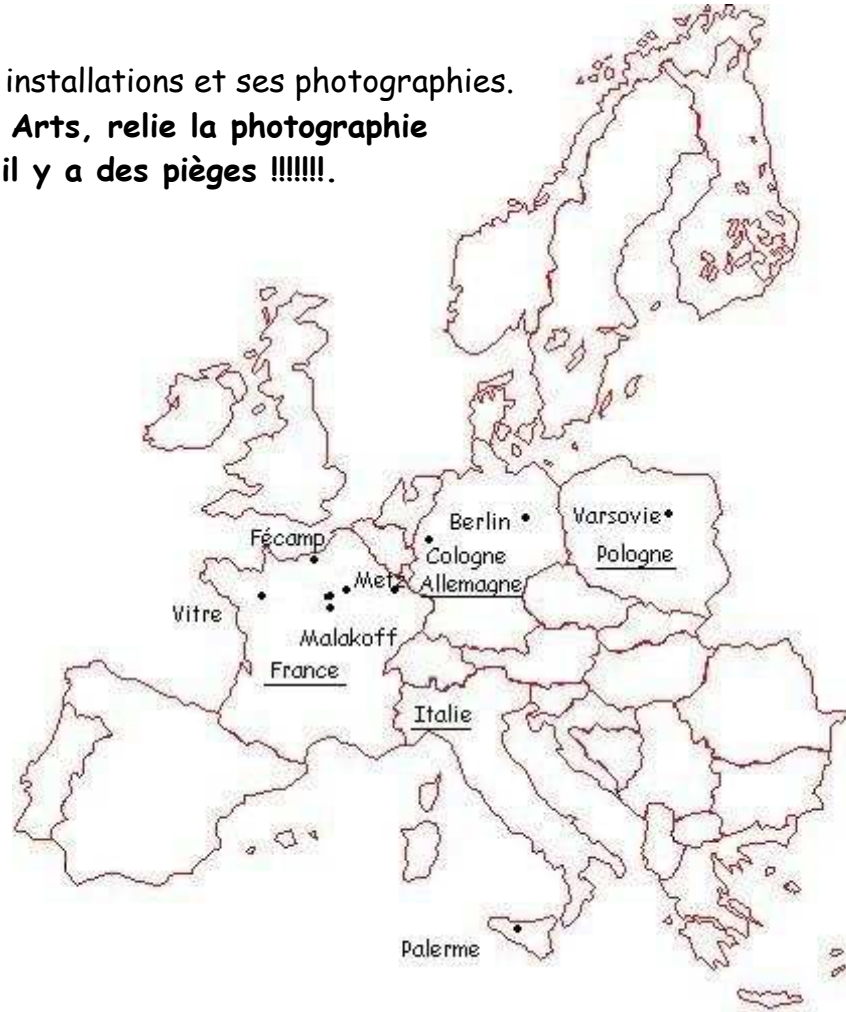 installations et ses photographies.
Arts, relie la photographie
il y a des pièges !!!!!!!.
Fécamp
Berlin
Varsovie
Cologne
Pologne
Metz
Allemagne
Vitre
Malakoff
France
Italie
Palerme